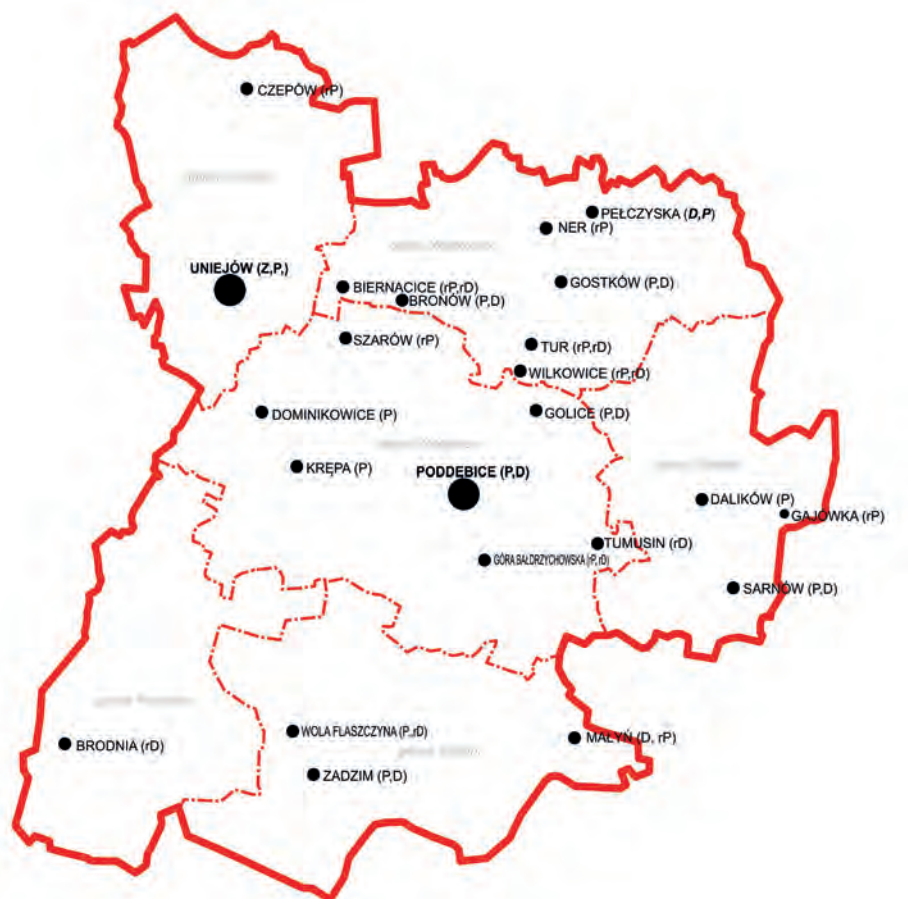 CZEPÓW (rP)
PEŁCZYSKA (D,P)
NER (rP)
UNIEJÓW (Z,P,)
GOSTKÓW (P,D)
BIERNACICE (rP,rD)
BRONÓW (P,D)
SZARÓW (rP)
TUR (rP,rD)
WILKOWICE (rP,rD)
DOMINIKOWICE (P)
GOLICE (P,D)
KRĘPA (P)
PODDEBICE (P,D)
DALIKÓW (P)
GAJÓWKA (rP)
TUMUSIN (rD)
GÓRA BAŁDRZYCHOWSKA (rP,rD)
SARNÓW (P,D)
WOLA FLASZCZYNA (P,rD)
MAŁYŃ (D, rP)
BRODNIA (rD)
ZADZIM (P,D)